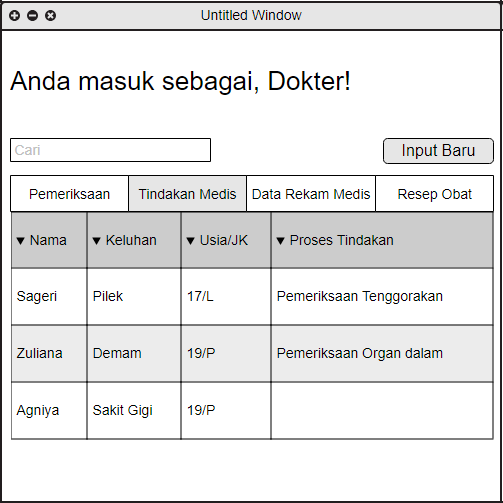 Untitled Window
Anda masuk sebagai, Dokter!
Cari
Input Baru
Pemeriksaan Tindakan Medis Data Rekam Medis Resep Obat
Nama Keluhan Usia/JK Proses Tindakan
Sageri Pilek 17/L Pemeriksaan Tenggorakan
Zuliana Demam 19/P Pemeriksaan Organ dalam
Agniya Sakit Gigi 19/P